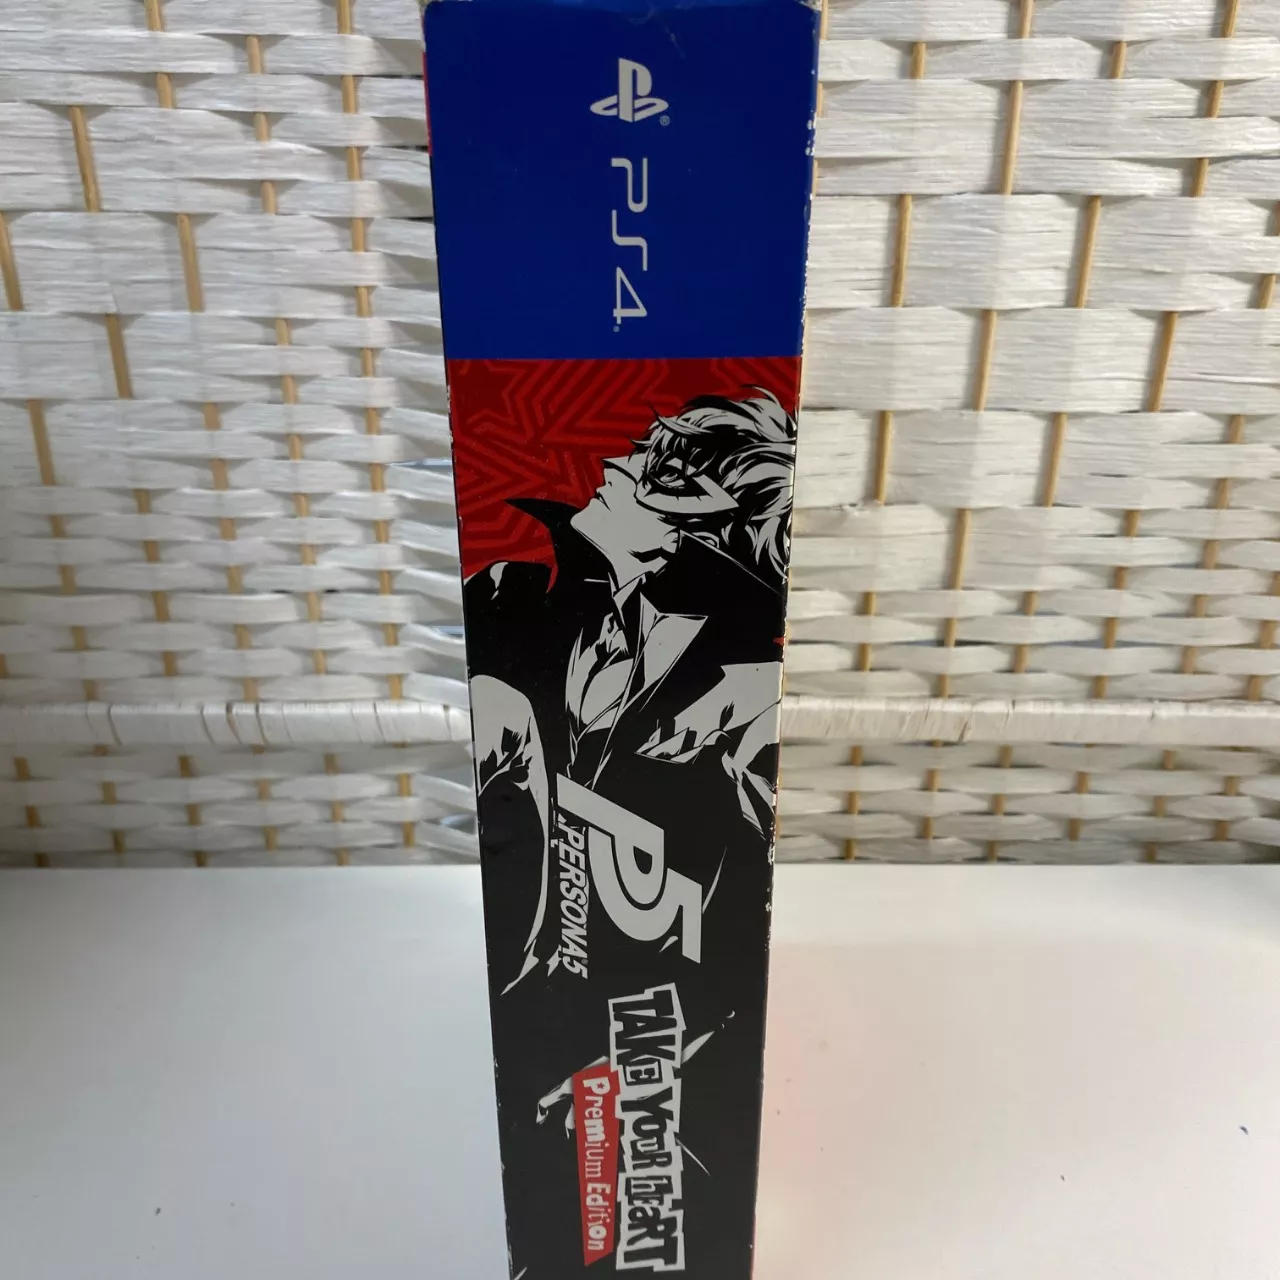 PS4
P5
PERSONA5
TAKE YOUR HEART
Premium Edition